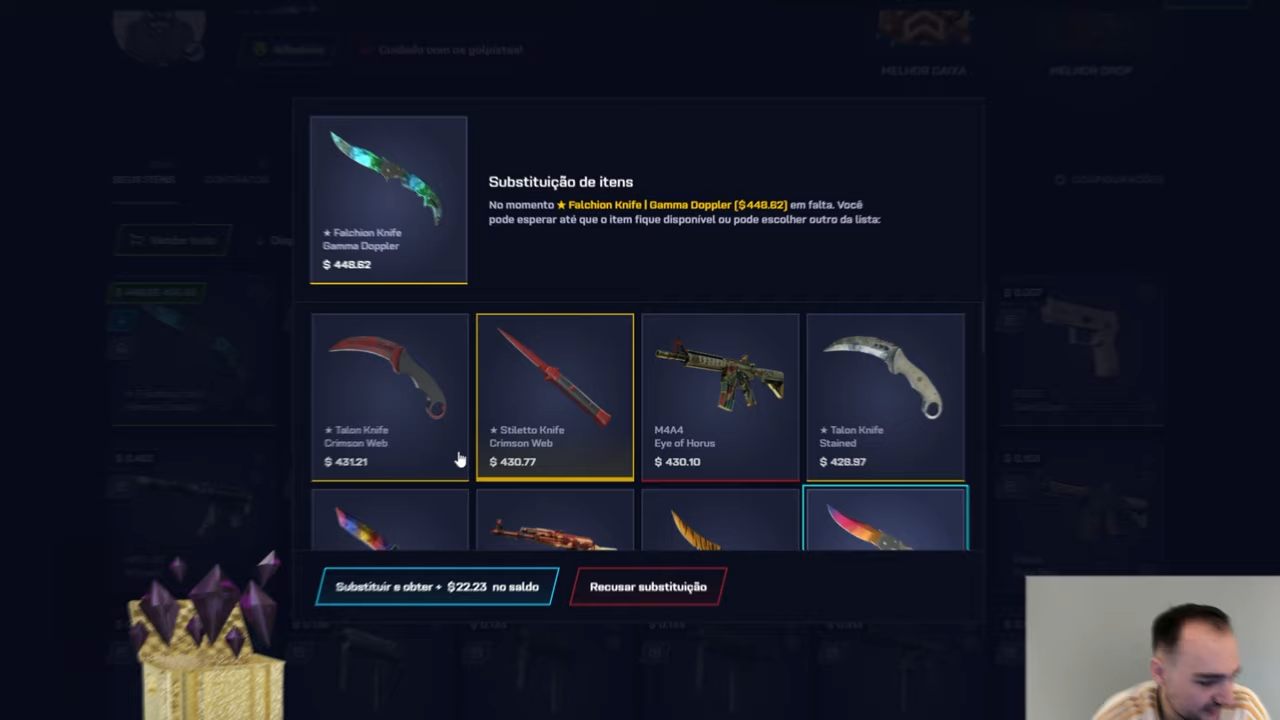 Cuidado com os golpistas!
MELHOR CAIXA
MELHOR DROP
SEUS ITENS
CONTRATOS
CONFIGURAÇÕES
Vender tudo
★ Falchion Knife
Gamma Doppler
$ 448.62
Substituição de itens
No momento ★ Falchion Knife | Gamma Doppler ($448.62) em falta. Você
pode esperar até que o item fique disponível ou pode escolher outro da lista:
★ Talon Knife
Crimson Web
$ 431.21
★ Stiletto Knife
Crimson Web
$ 430.77
M4A4
Eye of Horus
$ 430.10
★ Talon Knife
Stained
$ 428.97
Substituir e obter + $22.23 no saldo
Recusar substituição